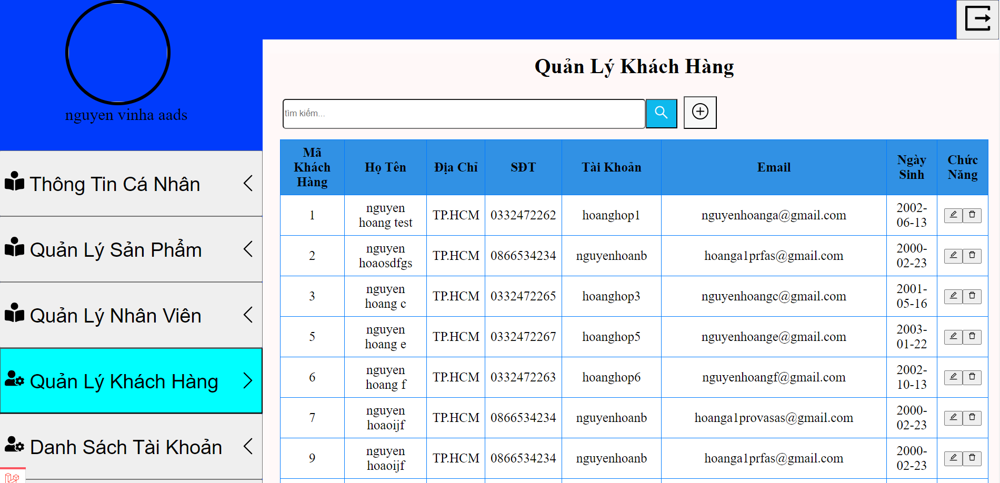 nguyen vinha aads
Thông Tin Cá Nhân
Quản Lý Sản Phẩm
Quản Lý Nhân Viên
Quản Lý Khách Hàng
Danh Sách Tài Khoản
Quản Lý Khách Hàng
tìm kiếm...
Mã Khách Hàng Họ Tên Địa Chỉ SĐT Tài Khoản Email Ngày Sinh Chức Năng
1 nguyen hoang test TP.HCM 0332472262 hoanghop1 nguyenhoanga@gmail.com 2002-06-13
2 nguyen hoaosdfgs TP.HCM 0866534234 nguyenhoanb hoanga1prfas@gmail.com 2000-02-23
3 nguyen hoang c TP.HCM 0332472265 hoanghop3 nguyenhoangc@gmail.com 2001-05-16
5 nguyen hoang e TP.HCM 0332472267 hoanghop5 nguyenhoange@gmail.com 2003-01-22
6 nguyen hoang f TP.HCM 0332472263 hoanghop6 nguyenhoangf@gmail.com 2002-10-13
7 nguyen hoaoijf TP.HCM 0866534234 nguyenhoanb hoanga1provasas@gmail.com 2000-02-23
9 nguyen hoaoijf TP.HCM 0866534234 nguyenhoanb hoanga1prfas@gmail.com 2000-02-23